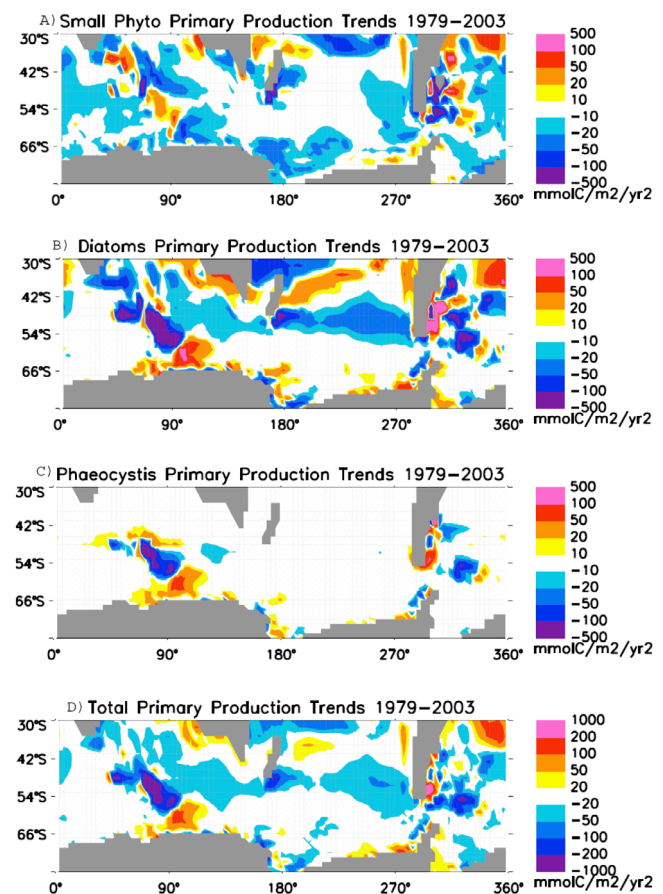 A) Small Phyto Primary Production Trends 1979-2003
30°S
42°S
54°S
66°S
0° 90° 180° 270° 360°
500
100
50
20
10
-10
-20
-50
-100
-500
mmolC/m2/yr2
B) Diatoms Primary Production Trends 1979-2003
30°S
42°S
54°S
66°S
0° 90° 180° 270° 360°
500
100
50
20
10
-10
-20
-50
-100
-500
mmolC/m2/yr2
C) Phaeocystis Primary Production Trends 1979-2003
30°S
42°S
54°S
66°S
0° 90° 180° 270° 360°
500
100
50
20
10
-10
-20
-50
-100
-500
mmolC/m2/yr2
D) Total Primary Production Trends 1979-2003
30°S
42°S
54°S
66°S
0° 90° 180° 270° 360°
1000
200
100
50
20
-20
-50
-100
-200
-1000
mmolC/m2/yr2